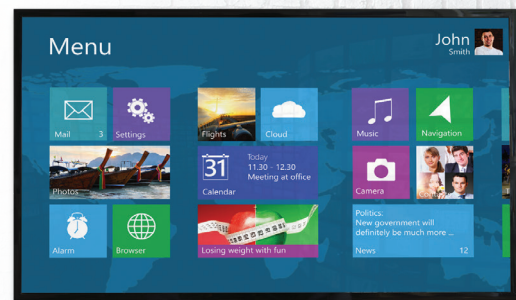 Menu
John
Smith
Mail 3
Settings
Flights
Cloud
Music
Navigation
Photos
31
Today
11.30 - 12.30
Meeting at office
Calendar
Camera
Alarm
Browser
Losing weight with fun
Politics:
New government will
definitely be much more ...
News 12